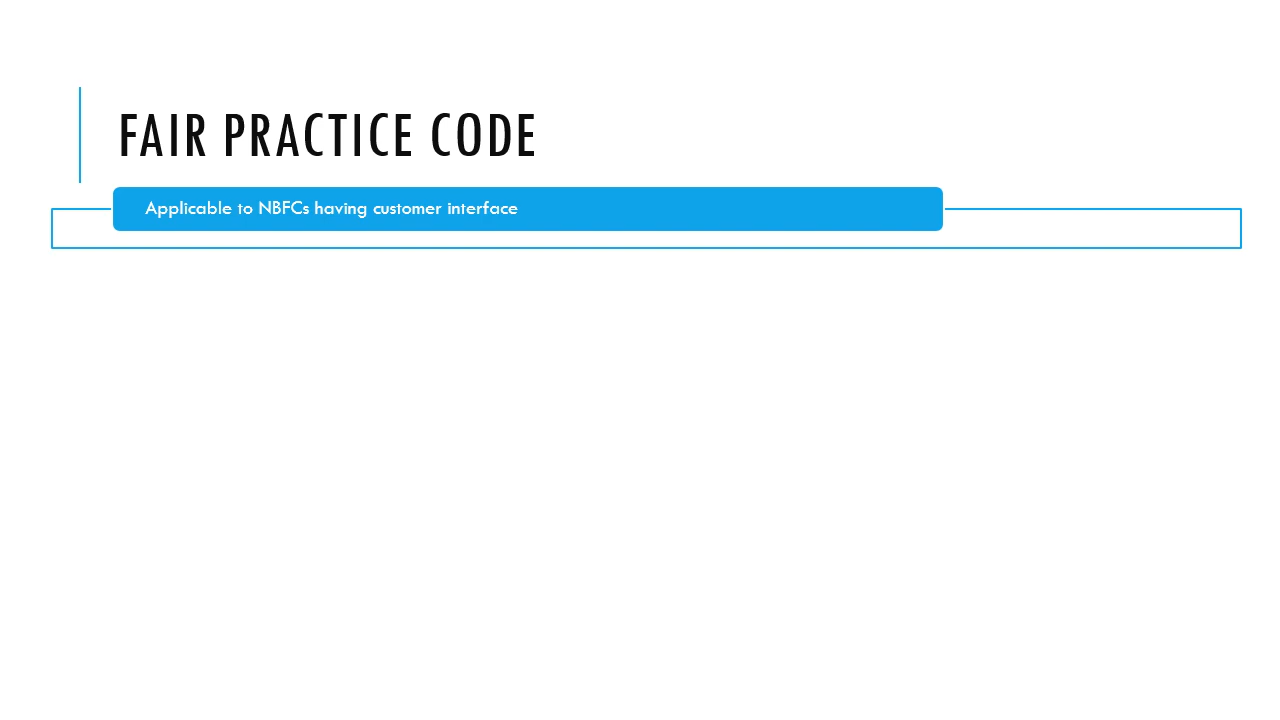 FAIR PRACTICE CODE
Applicable to NBFCs having customer interface